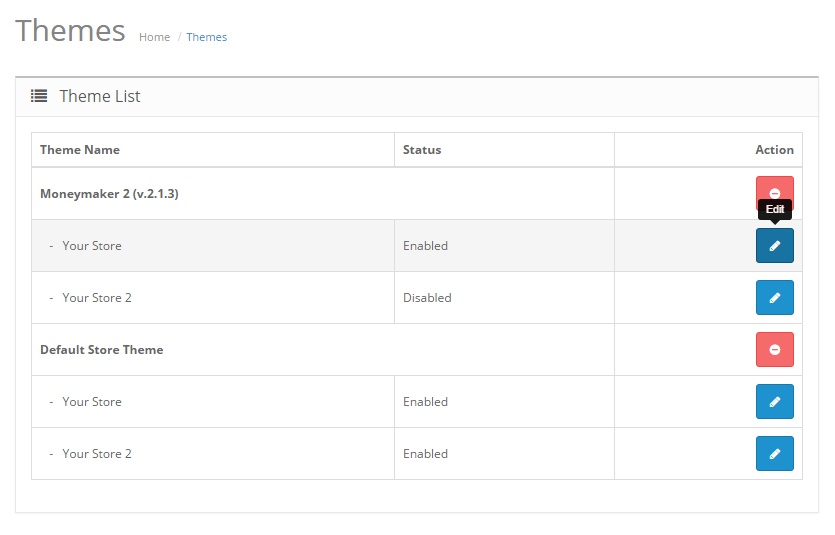 Themes Home / Themes
Theme List
Theme Name Status Action
Moneymaker 2 (v.2.1.3)
Edit
- Your Store Enabled
- Your Store 2 Disabled
Default Store Theme
- Your Store Enabled
- Your Store 2 Enabled